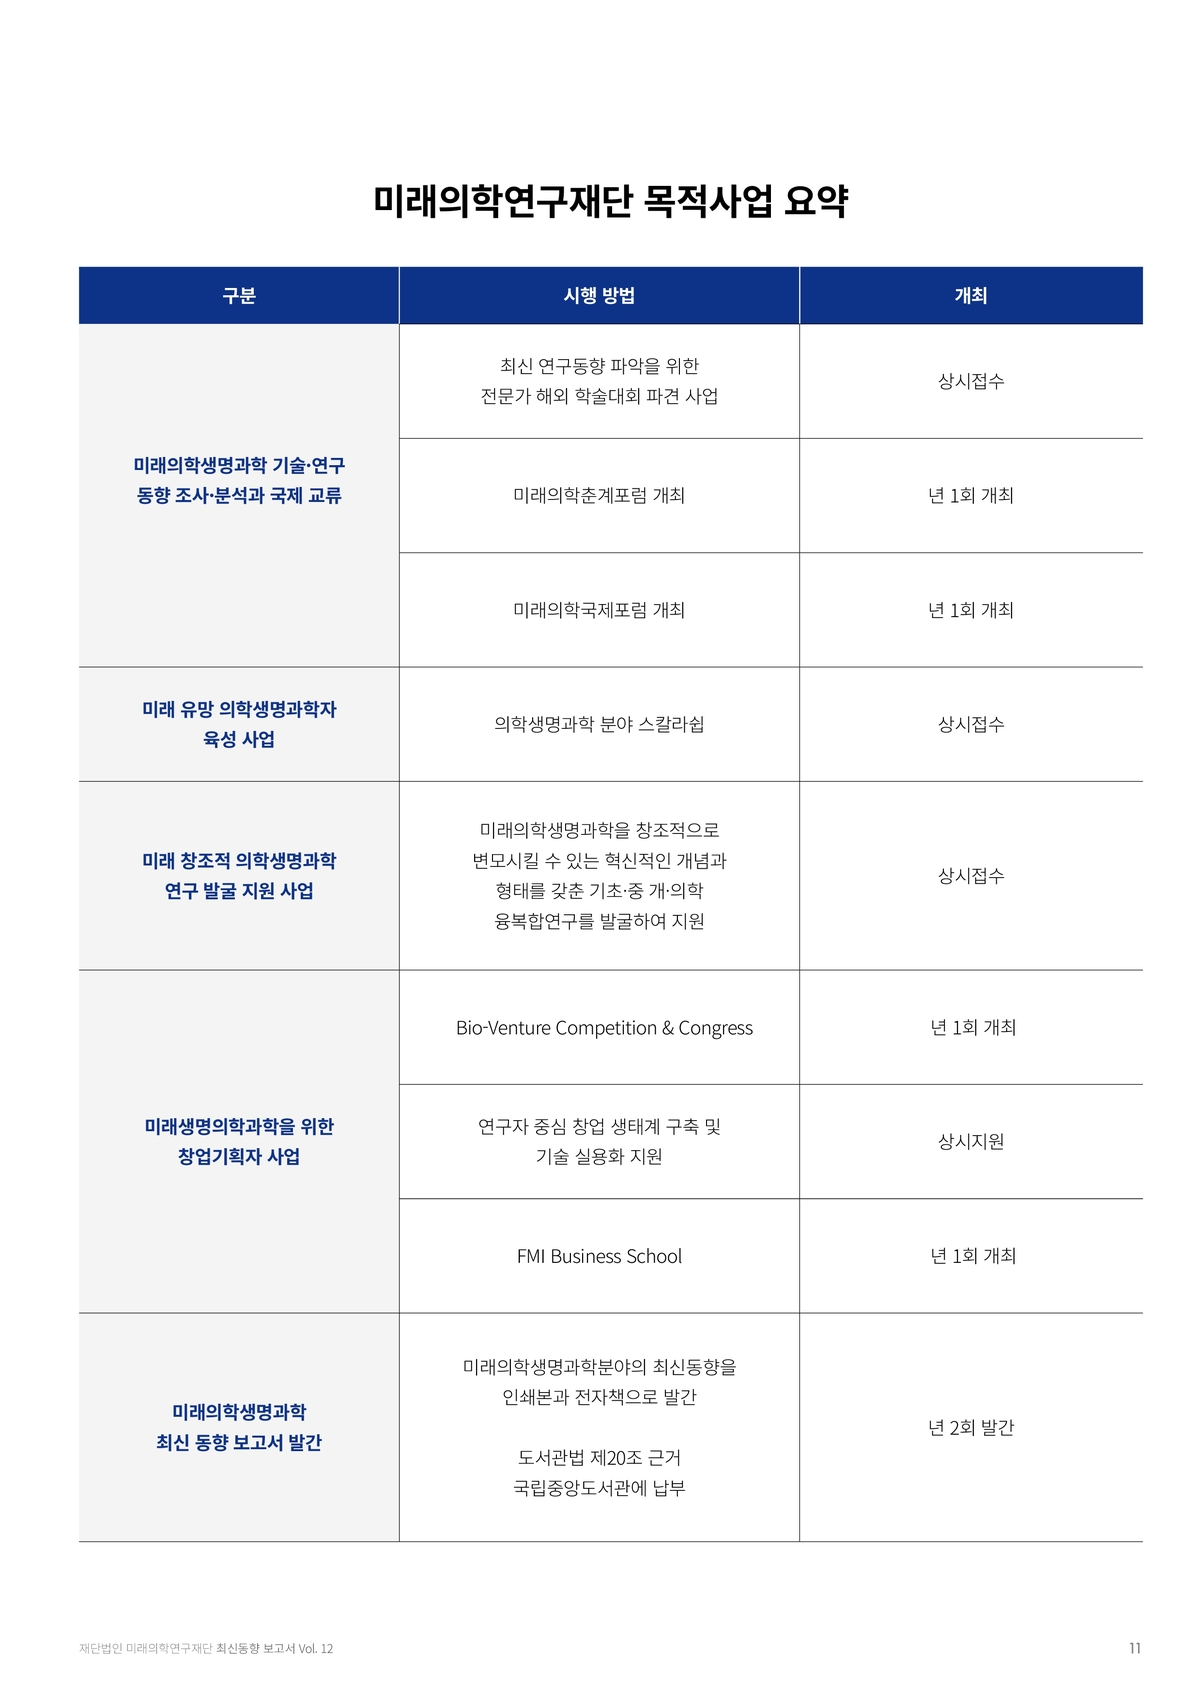 미래의학연구재단 목적사업 요약
구분
시행 방법
개최
미래의학생명과학 기술·연구
동향 조사·분석과 국제 교류
최신 연구동향 파악을 위한
전문가 해외 학술대회 파견 사업
상시접수
미래의학춘계포럼 개최
년 1회 개최
미래의학국제포럼 개최
년 1회 개최
미래 유망 의학생명과학자
육성 사업
의학생명과학 분야 스칼라쉽
상시접수
미래 창조적 의학생명과학
연구 발굴 지원 사업
미래의학생명과학을 창조적으로
변모시킬 수 있는 혁신적인 개념과
형태를 갖춘 기초·중 개·의학
융복합연구를 발굴하여 지원
상시접수
미래생명의학과학을 위한
창업기획자 사업
Bio-Venture Competition & Congress
년 1회 개최
연구자 중심 창업 생태계 구축 및
기술 실용화 지원
상시지원
FMI Business School
년 1회 개최
미래의학생명과학
최신 동향 보고서 발간
미래의학생명과학분야의 최신동향을
인쇄본과 전자책으로 발간
도서관법 제20조 근거
국립중앙도서관에 납부
년 2회 발간
재단법인 미래의학연구재단 최신동향 보고서 Vol. 12
11